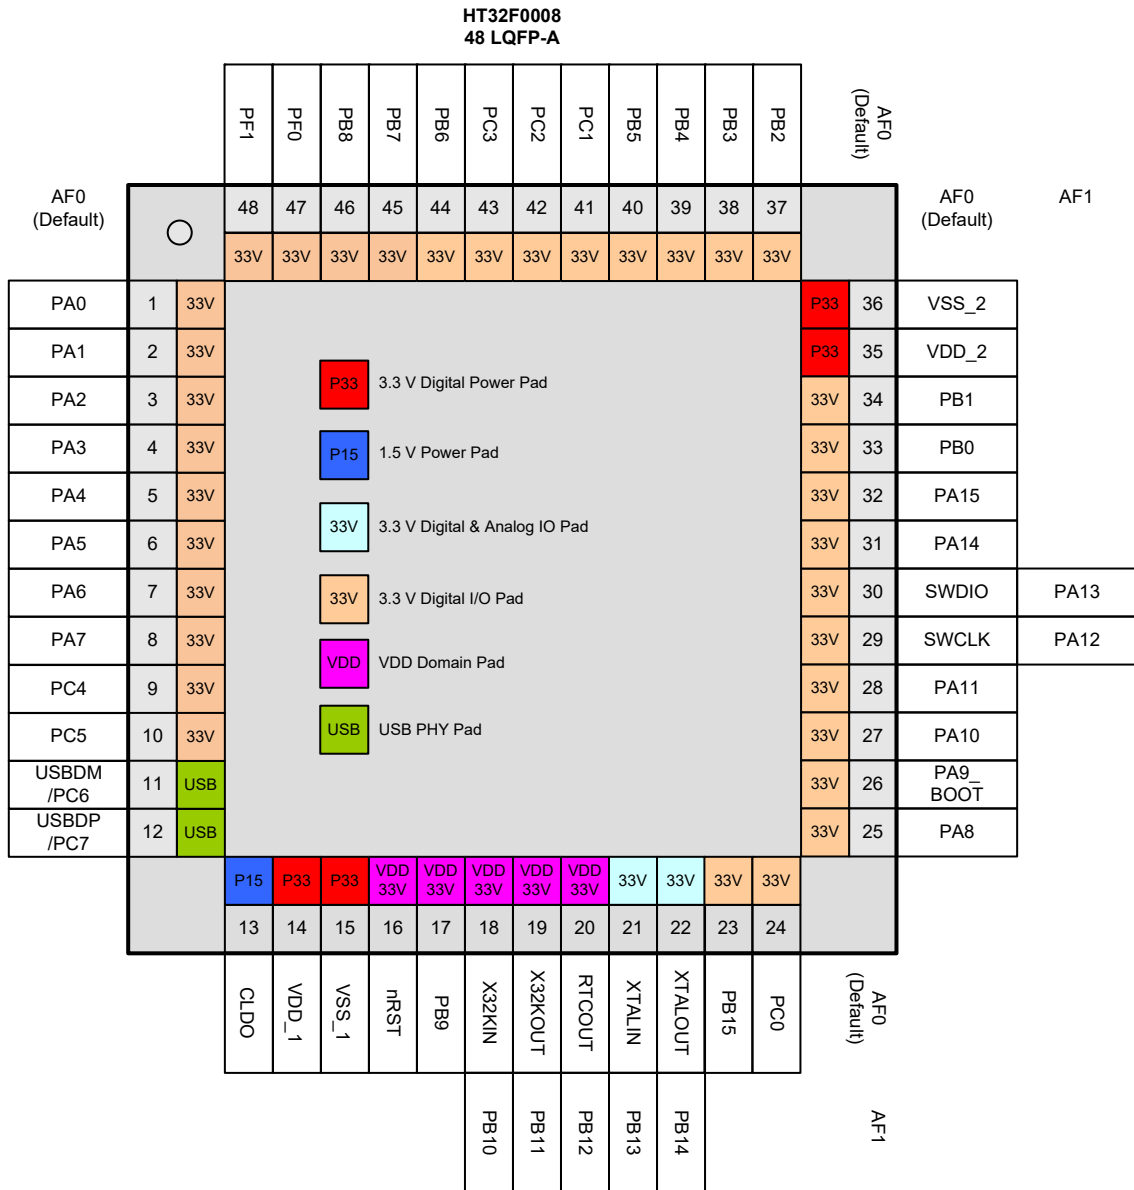 HT32F0008
48 LQFP-A
PF1 PF0 PB8 PB7 PB6 PC3 PC2 PC1 PB5 PB4 PB3 PB2
AF0
(Default)
AF0
(Default)
48 47 46 45 44 43 42 41 40 39 38 37
AF0
(Default)
AF1
33V 33V 33V 33V 33V 33V 33V 33V 33V 33V 33V 33V
PA0 1 33V
P33 36 VSS_2
PA1 2 33V
P33 35 VDD_2
PA2 3 33V
33V 34 PB1
PA3 4 33V
33V 33 PB0
PA4 5 33V
33V 32 PA15
PA5 6 33V
33V 31 PA14
PA6 7 33V
33V 30 SWDIO PA13
PA7 8 33V
33V 29 SWCLK PA12
PC4 9 33V
33V 28 PA11
PC5 10 33V
33V 27 PA10
USBDM
/PC6
11 USB
33V 26
PA9_
BOOT
USBDP
/PC7
12 USB
33V 25 PA8
P33 3.3 V Digital Power Pad
P15 1.5 V Power Pad
33V 3.3 V Digital & Analog IO Pad
33V 3.3 V Digital I/O Pad
VDD VDD Domain Pad
USB USB PHY Pad
P15 P33 P33 VDD 33V VDD 33V VDD 33V VDD 33V VDD 33V 33V 33V 33V 33V
13 14 15 16 17 18 19 20 21 22 23 24
CLDO VDD_1 VSS_1 nRST PB9 X32KIN X32KOUT RTCOUT XTALIN XTALOUT PB15 PC0
AF0
(Default)
PB10 PB11 PB12 PB13 PB14
AF1